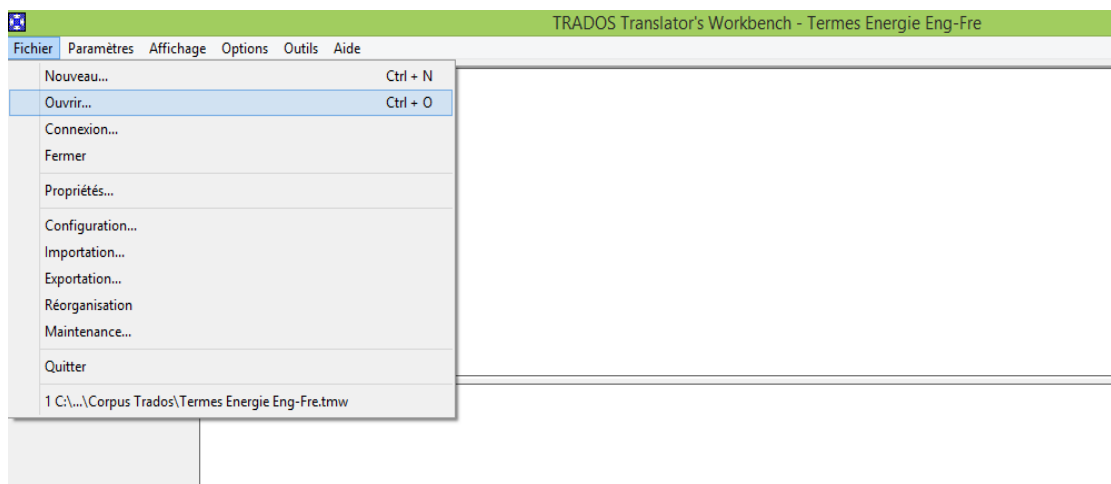 TRADOS Translator's Workbench - Termes Energie Eng-Fre
Fichier Paramètres Affichage Options Outils Aide
Nouveau... Ctrl + N
Ouvrir... Ctrl + O
Connexion...
Fermer
Propriétés...
Configuration...
Importation...
Exportation...
Réorganisation
Maintenance...
Quitter
1 C:\...\Corpus Trados\Termes Energie Eng-Fre.tmw